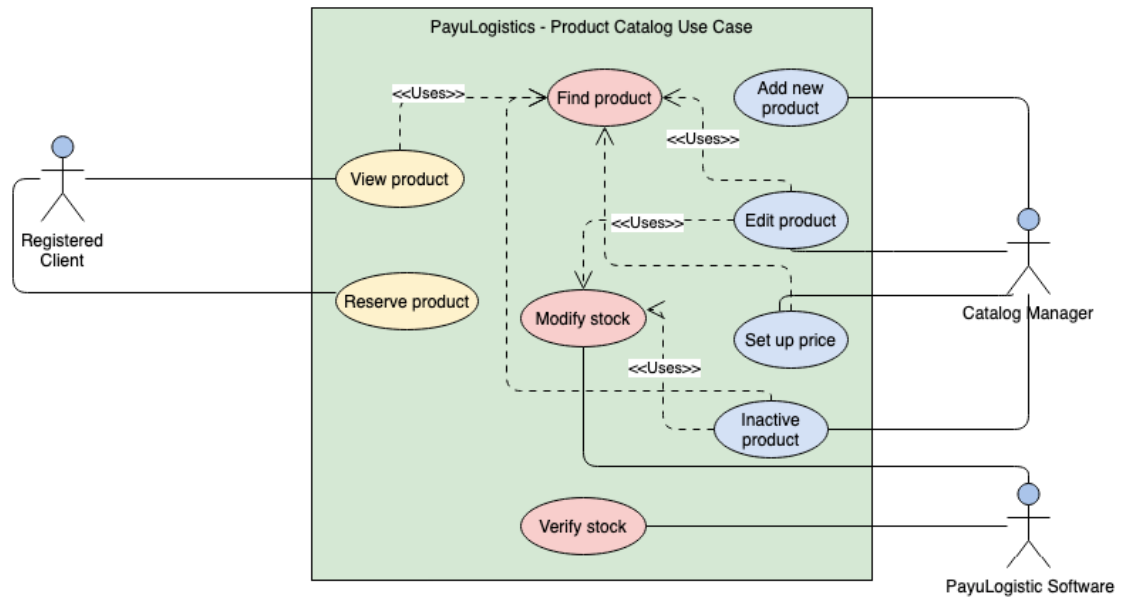 PayuLogistics - Product Catalog Use Case
<<Uses>>
Find product
Add new
product
<<Uses>>
View product
Registered
Client
<<Uses>>
Edit product
Reserve product
Modify stock
Set up price
Catalog Manager
<<Uses>>
Inactive
product
Verify stock
PayuLogistic Software